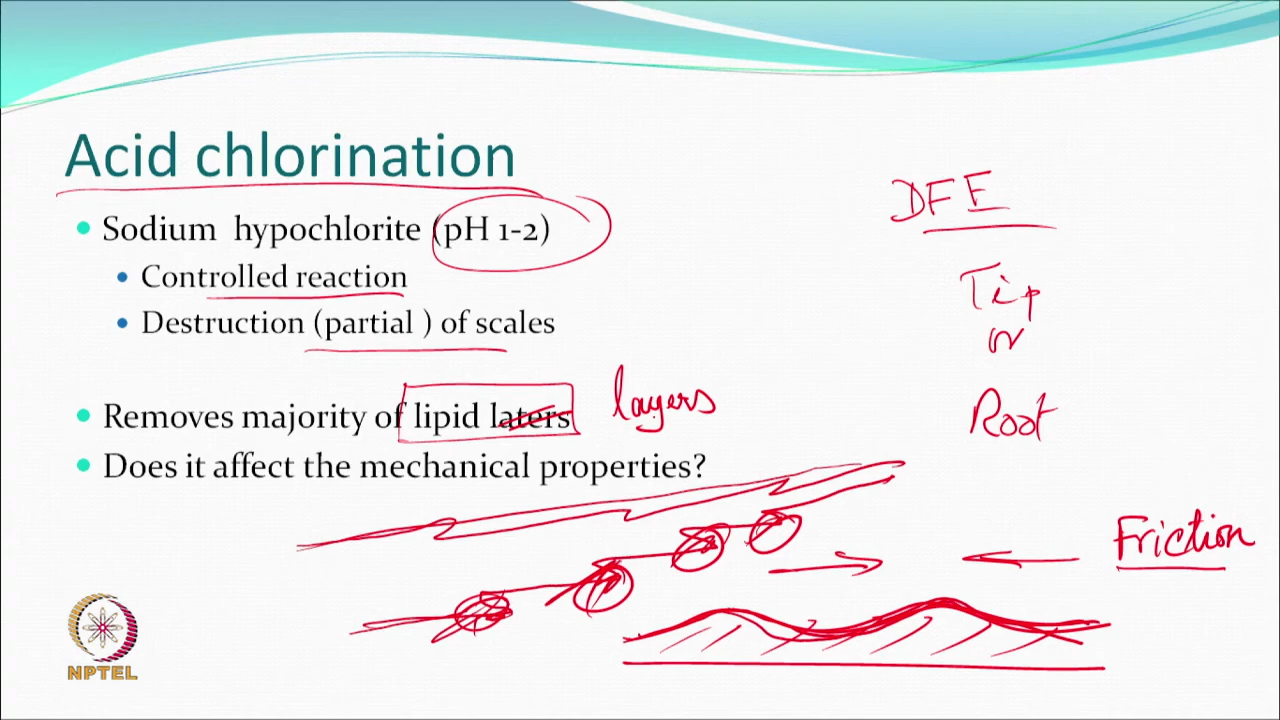 Acid chlorination
Sodium hypochlorite (pH 1-2)
Controlled reaction
Destruction (partial ) of scales
Removes majority of lipid laters
layers
Does it affect the mechanical properties?
DFE
Tip
or
Root
Friction
NPTEL